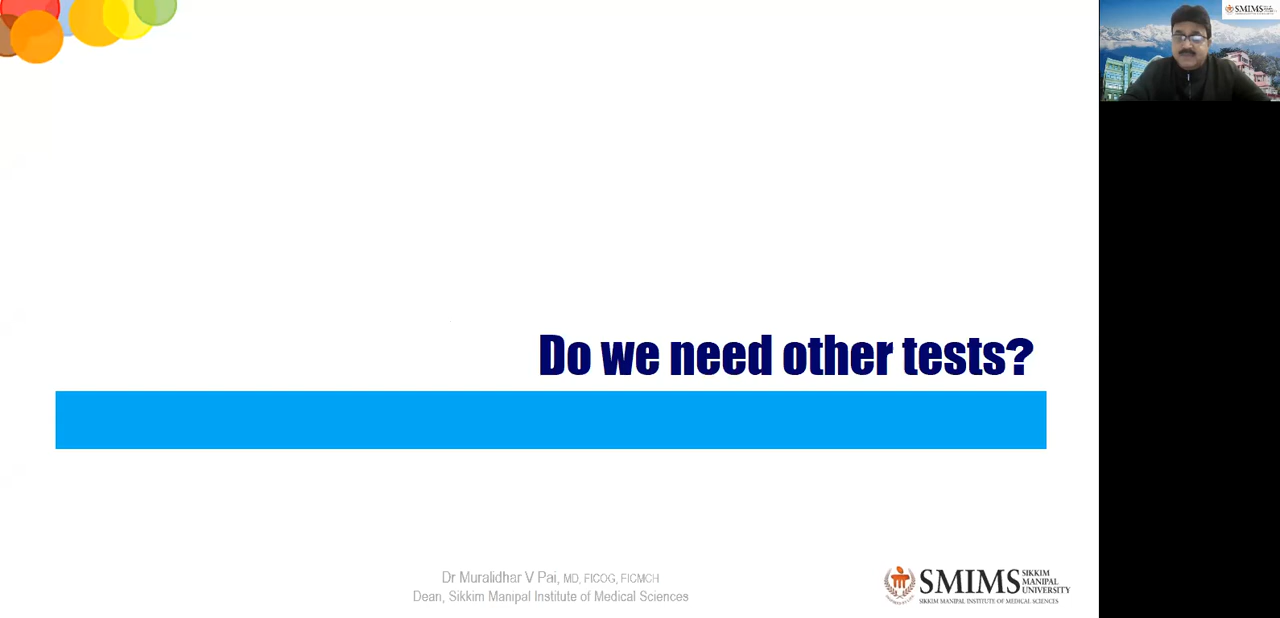 SMIMS
Do we need other tests?
Dr Muralidhar V Pai, MD, FICOG, FICMCH
Dean, Sikkim Manipal Institute of Medical Sciences
SMIMS
SIKKIM
MANIPAL
UNIVERSITY
SIKKIM MANIPAL INSTITUTE OF MEDICAL SCIENCES